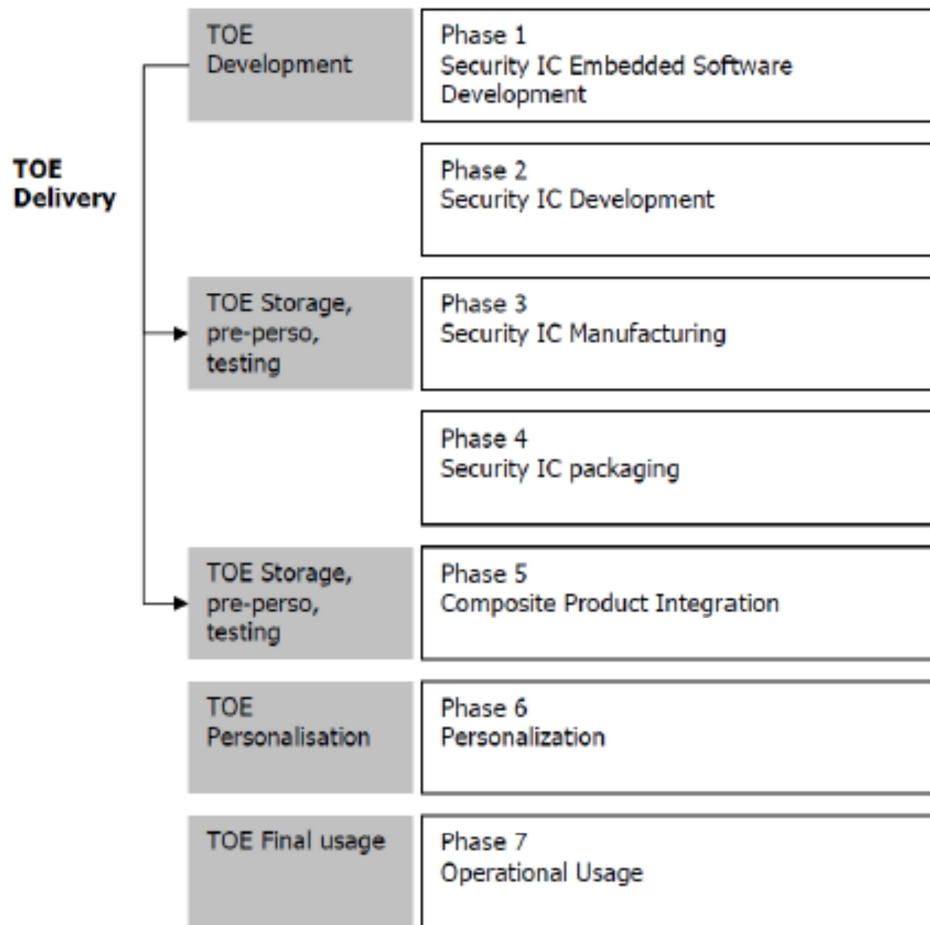 TOE
Development
Phase 1
Security IC Embedded Software
Development
TOE
Delivery
Phase 2
Security IC Development
TOE Storage,
pre-perso,
testing
Phase 3
Security IC Manufacturing
Phase 4
Security IC packaging
TOE Storage,
pre-perso,
testing
Phase 5
Composite Product Integration
TOE
Personalisation
Phase 6
Personalization
TOE Final usage
Phase 7
Operational Usage